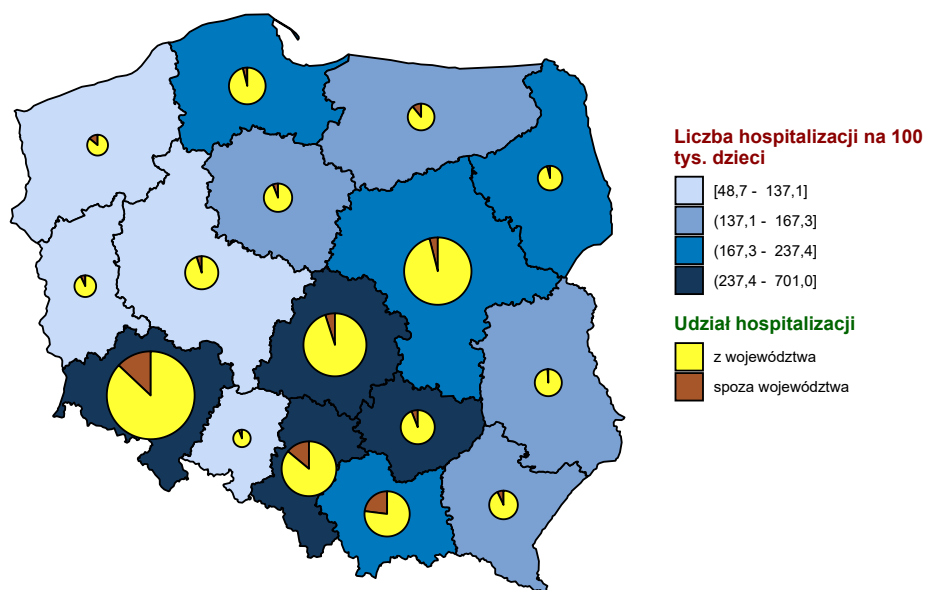 Liczba hospitalizacji na 100
tys. dzieci
[48,7 - 137,1]
(137,1 - 167,3]
(167,3 - 237,4]
(237,4 - 701,0]
Udział hospitalizacji
z województwa
spoza województwa